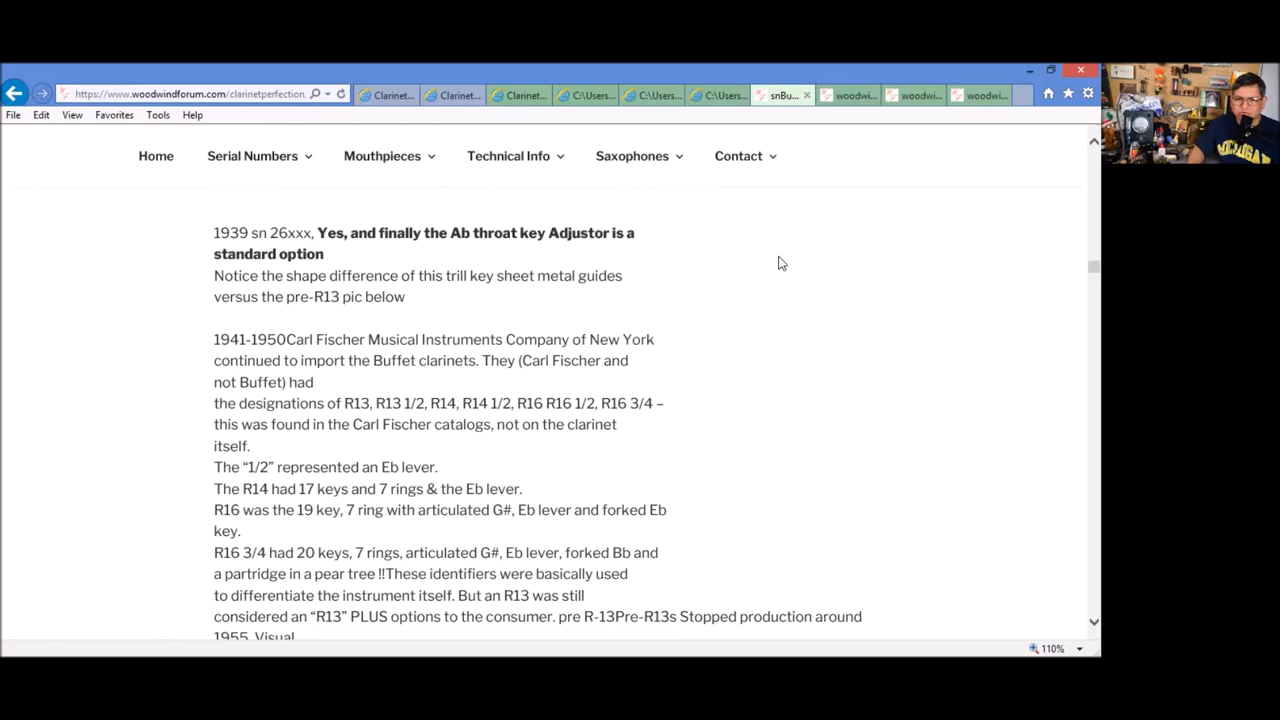 https://www.woodwindforum.com/clarinetperfection
Clarinet...
Clarinet...
Clarinet...
C:\Users...
C:\Users...
C:\Users...
snBu...
woodwi...
woodwi...
woodwi...
File Edit View Favorites Tools Help
Home Serial Numbers Mouthpieces Technical Info Saxophones Contact
1939 sn 26xxx, Yes, and finally the Ab throat key Adjustor is a
standard option
Notice the shape difference of this trill key sheet metal guides
versus the pre-R13 pic below
1941-1950Carl Fischer Musical Instruments Company of New York
continued to import the Buffet clarinets. They (Carl Fischer and
not Buffet) had
the designations of R13, R13 1/2, R14, R14 1/2, R16 R16 1/2, R16 3/4 –
this was found in the Carl Fischer catalogs, not on the clarinet
itself.
The “1/2” represented an Eb lever.
The R14 had 17 keys and 7 rings & the Eb lever.
R16 was the 19 key, 7 ring with articulated G#, Eb lever and forked Eb
key.
R16 3/4 had 20 keys, 7 rings, articulated G#, Eb lever, forked Bb and
a partridge in a pear tree !!These identifiers were basically used
to differentiate the instrument itself. But an R13 was still
considered an “R13” PLUS options to the consumer. pre R-13Pre-R13s Stopped production around
1955. Visual
110%